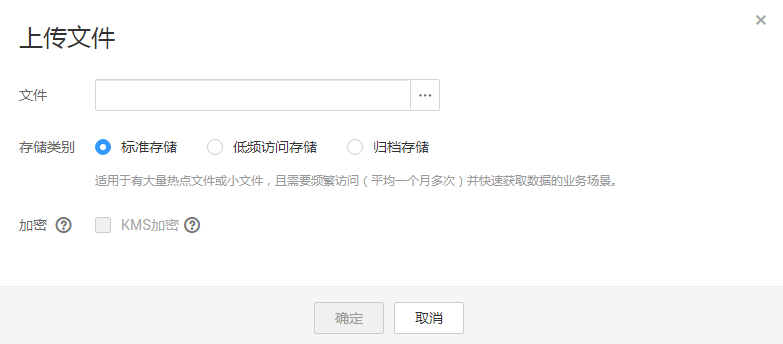 上传文件
文件 ...
存储类别 标准存储 低频访问存储 归档存储
适用于有大量热点文件或小文件，且需要频繁访问（平均一个月多次）并快速获取数据的业务场景。
加密 ? KMS加密 ?
确定 取消